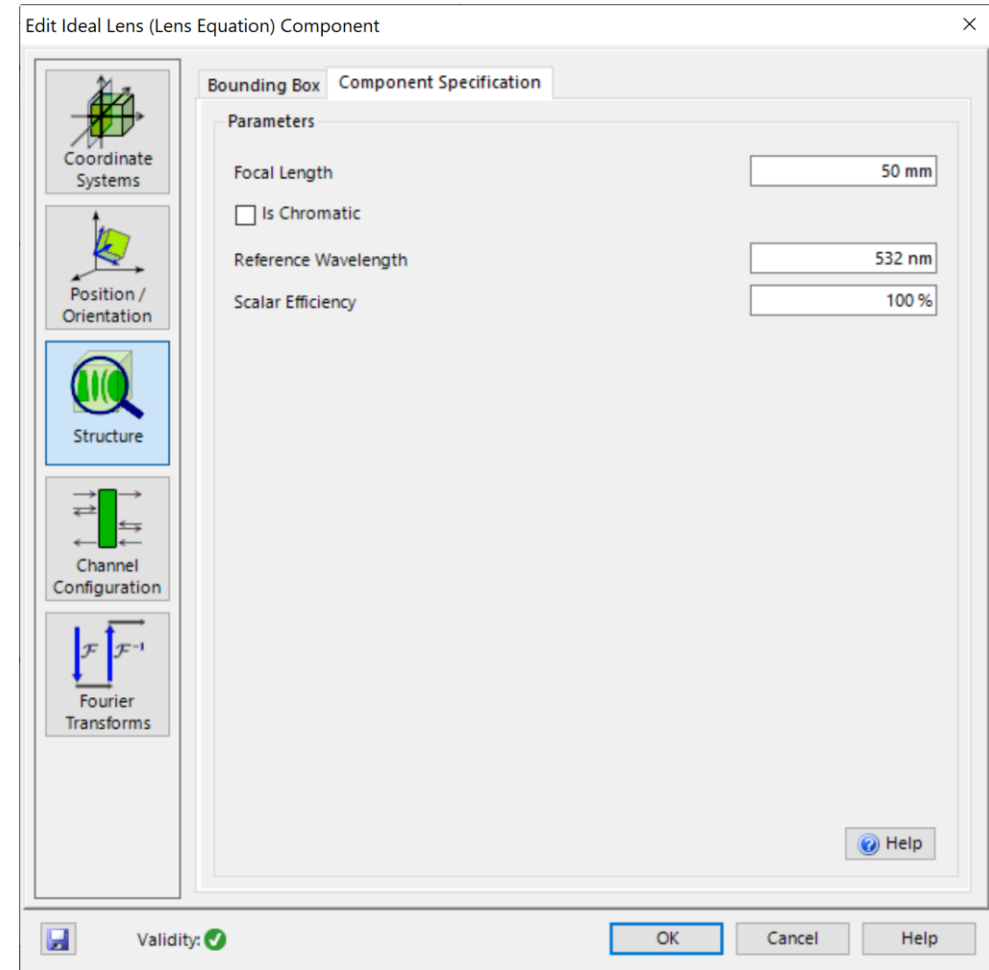 Edit Ideal Lens (Lens Equation) Component
Coordinate
Systems
Position /
Orientation
Structure
Channel
Configuration
ℱ ℱ⁻¹
Fourier
Transforms
Bounding Box Component Specification
Parameters
Focal Length 50 mm
Is Chromatic
Reference Wavelength 532 nm
Scalar Efficiency 100 %
Help
Validity:
OK Cancel Help